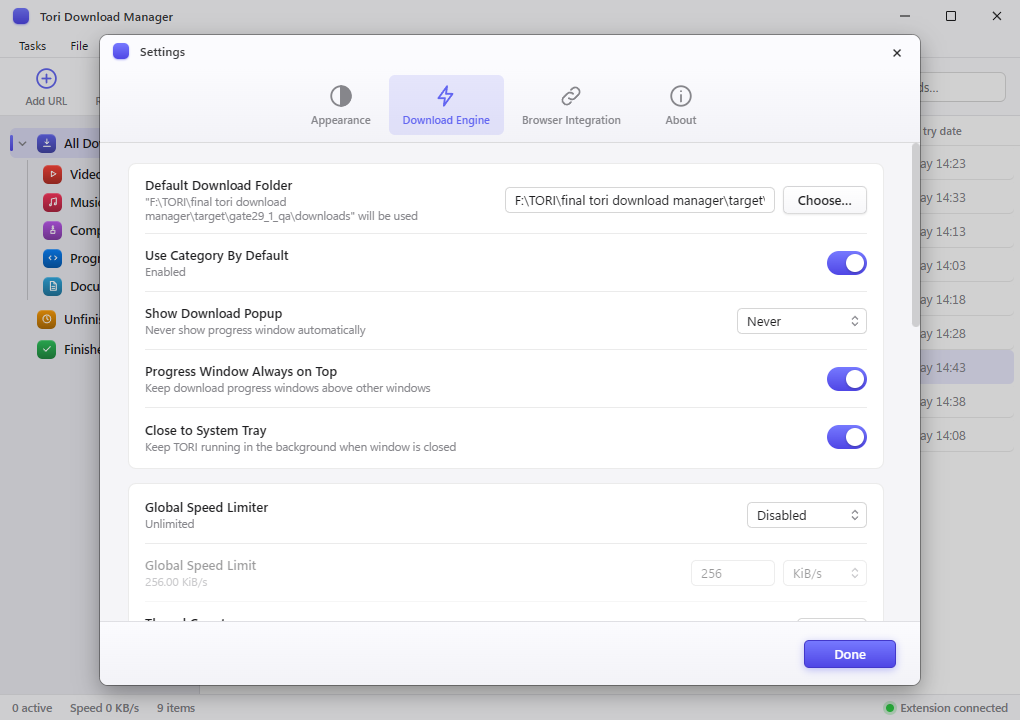 Tori Download Manager
Tasks File
Settings
Add URL
Appearance
Download Engine
Browser Integration
About
ds...
try date
All Do
Video
Music
Comp
Progr
Docu
Unfini
Finishe
Default Download Folder
"F:\TORI\final tori download
manager\target\gate29_1_qa\downloads" will be used
F:\TORI\final tori download manager\target\
Choose...
Use Category By Default
Enabled
Show Download Popup
Never show progress window automatically
Never
Progress Window Always on Top
Keep download progress windows above other windows
Close to System Tray
Keep TORI running in the background when window is closed
Global Speed Limiter
Unlimited
Disabled
Global Speed Limit
256.00 KiB/s
256
KiB/s
ay 14:23
ay 14:33
ay 14:13
ay 14:03
ay 14:18
ay 14:28
ay 14:43
ay 14:38
ay 14:08
Done
0 active Speed 0 KB/s 9 items
Extension connected